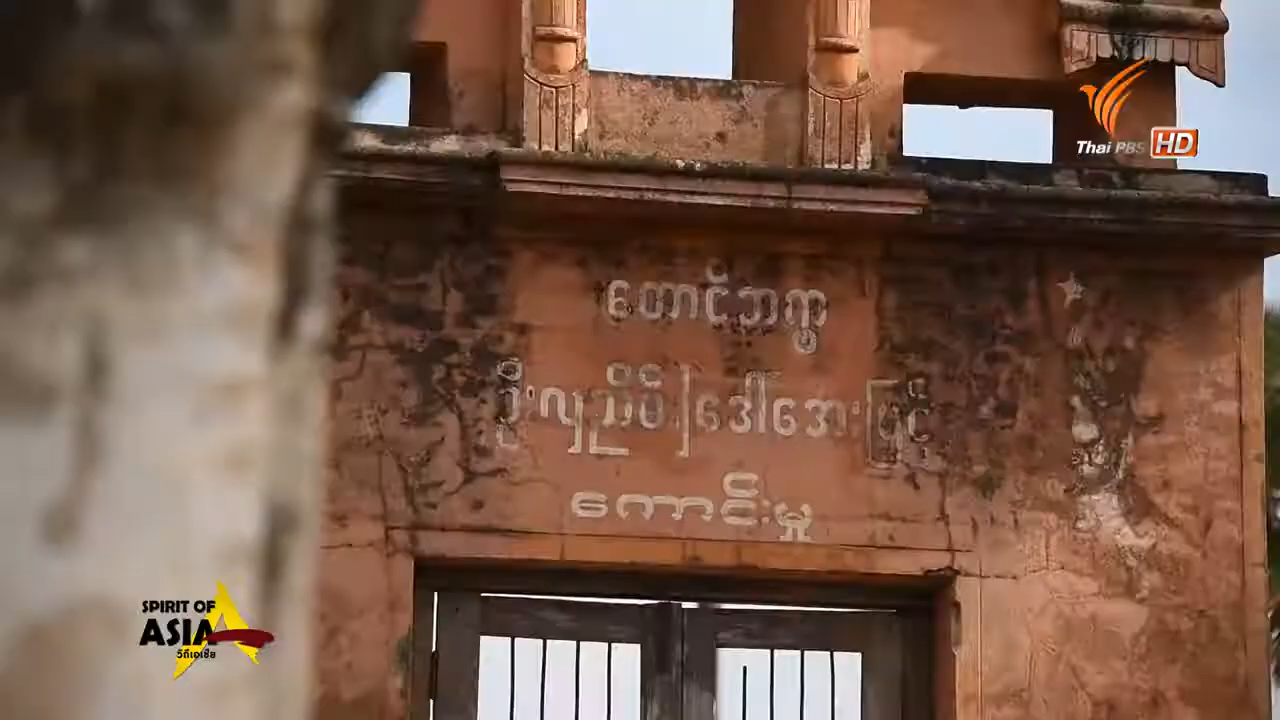 Thai PBS HD
တောင်ဘက္စွ
ဦးလှညိမ်း ဒေါ်အေးမြင့်
ကောင်းမှု
SPIRIT OF
ASIA
วิถีเอเชีย